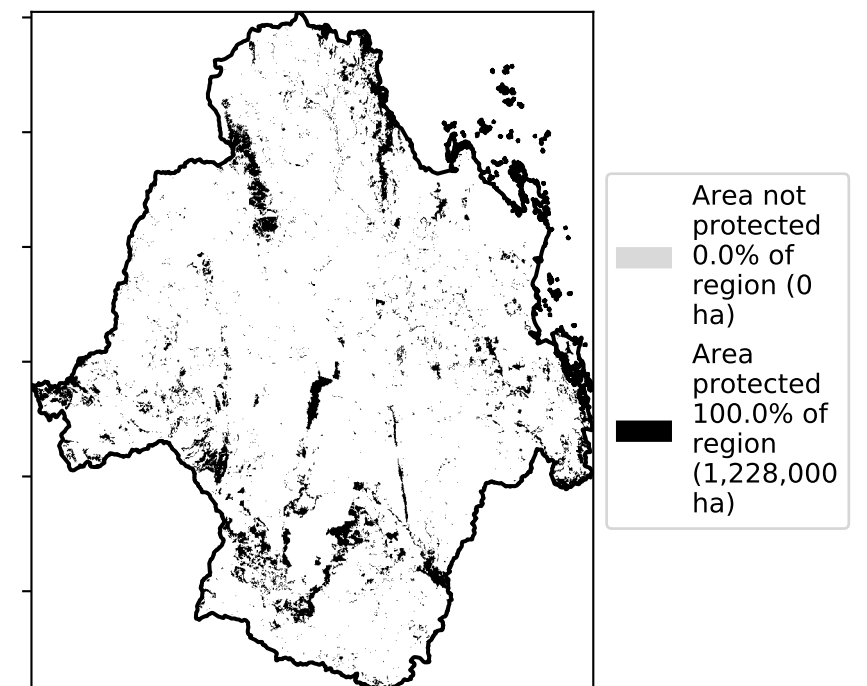 Area not
protected
0.0% of
region (0
ha)
Area
protected
100.0% of
region
(1,228,000
ha)